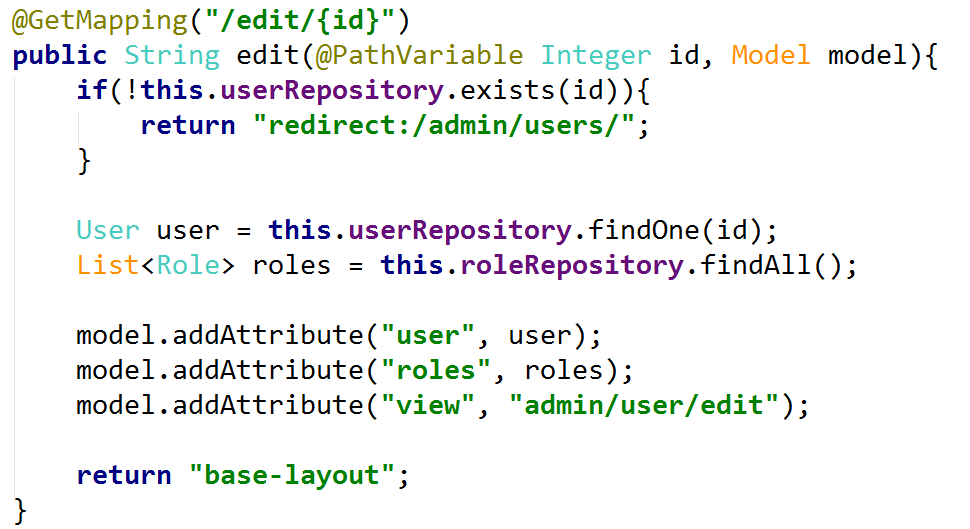 @GetMapping("/edit/{id}")
public String edit(@PathVariable Integer id, Model model){
    if(!this.userRepository.exists(id)){
        return "redirect:/admin/users/";
    }

    User user = this.userRepository.findOne(id);
    List<Role> roles = this.roleRepository.findAll();

    model.addAttribute("user", user);
    model.addAttribute("roles", roles);
    model.addAttribute("view", "admin/user/edit");

    return "base-layout";
}